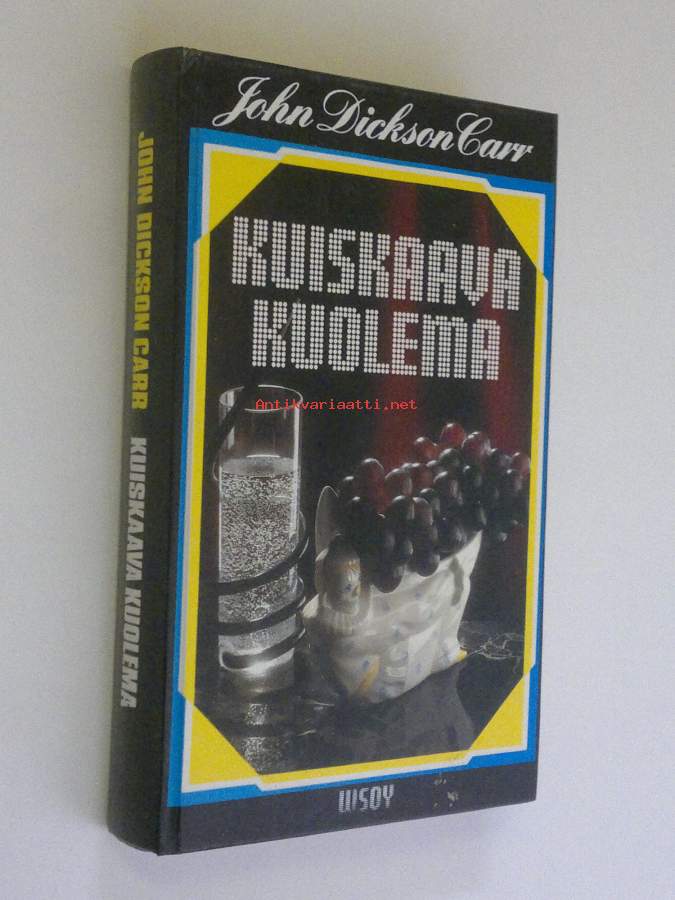 John Dickson Carr
KUISKAAVA
KUOLEMA
Antikvariaatti.net
WSOY
JOHN DICKSON CARR KUISKAAVA KUOLEMA